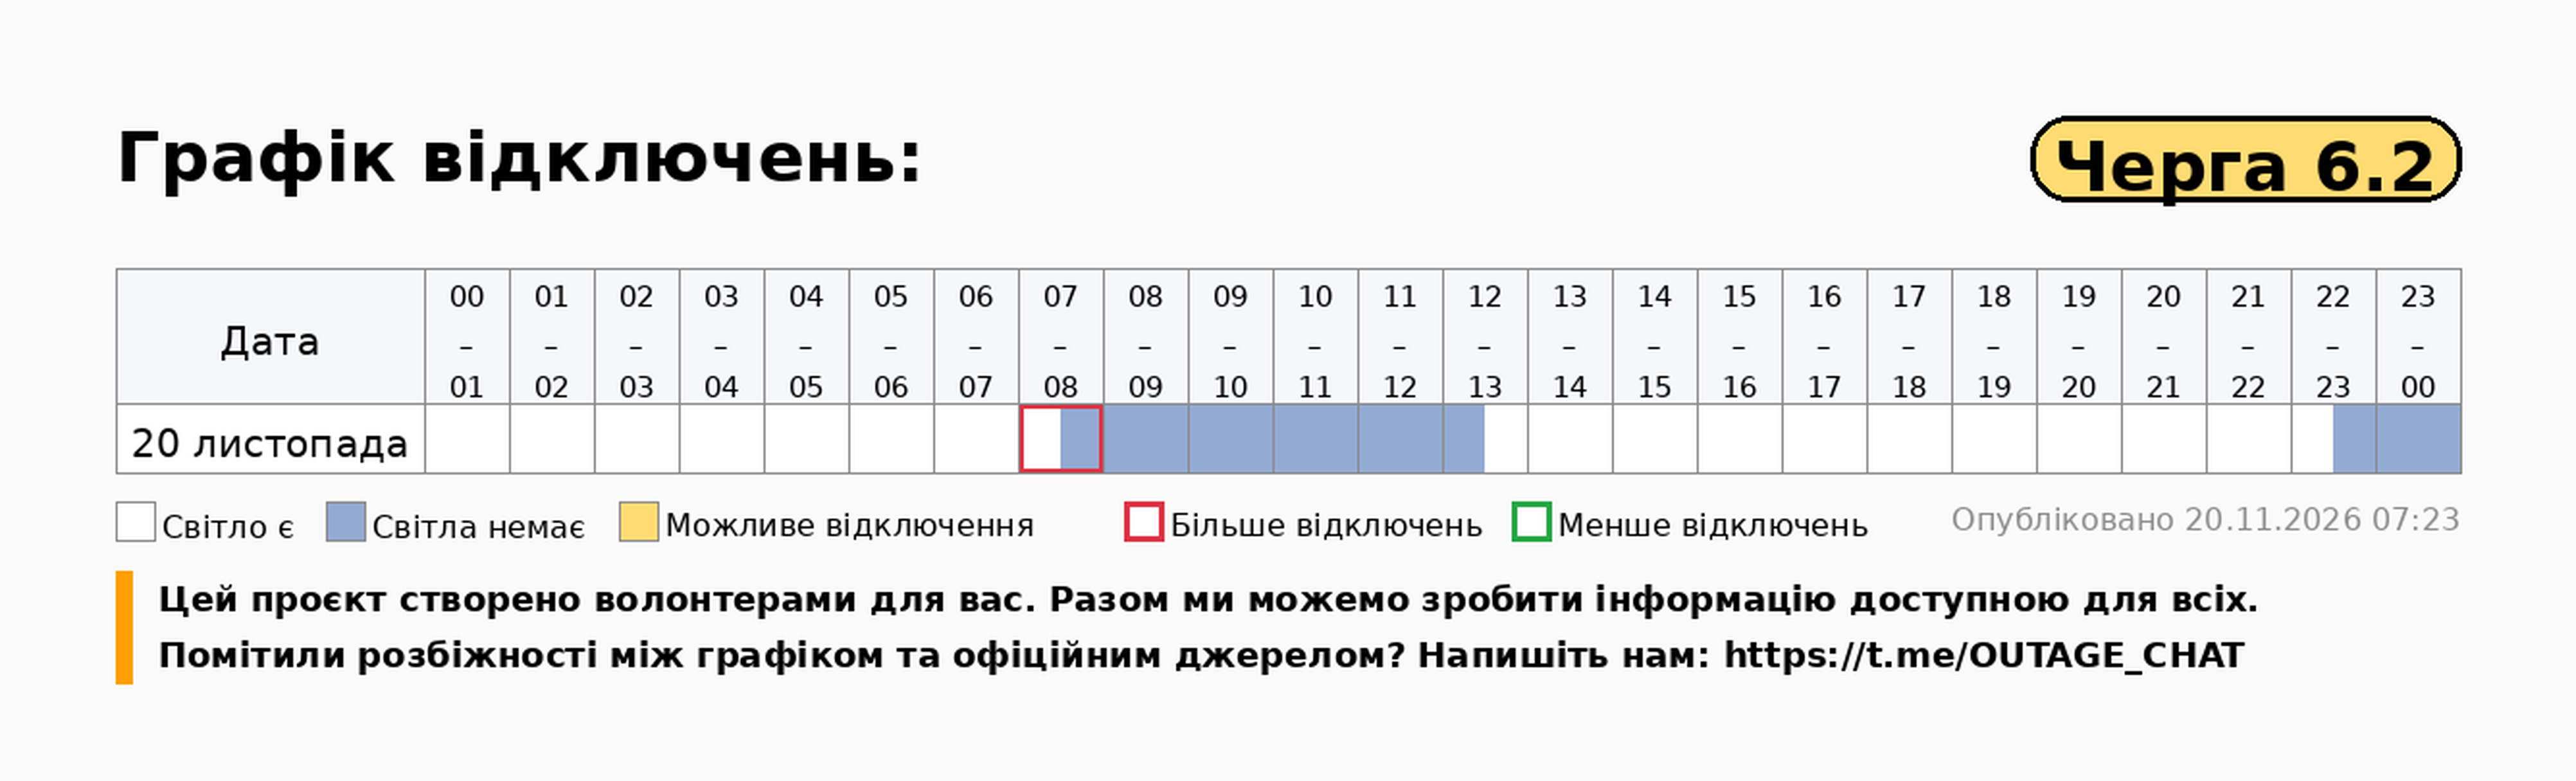 Графік відключень:
Черга 6.2
Дата
00 – 01
01 – 02
02 – 03
03 – 04
04 – 05
05 – 06
06 – 07
07 – 08
08 – 09
09 – 10
10 – 11
11 – 12
12 – 13
13 – 14
14 – 15
15 – 16
16 – 17
17 – 18
18 – 19
19 – 20
20 – 21
21 – 22
22 – 23
23 – 00
20 листопада
Світло є
Світла немає
Можливе відключення
Більше відключень
Менше відключень
Опубліковано 20.11.2026 07:23
Цей проєкт створено волонтерами для вас. Разом ми можемо зробити інформацію доступною для всіх.
Помітили розбіжності між графіком та офіційним джерелом? Напишіть нам: https://t.me/OUTAGE_CHAT